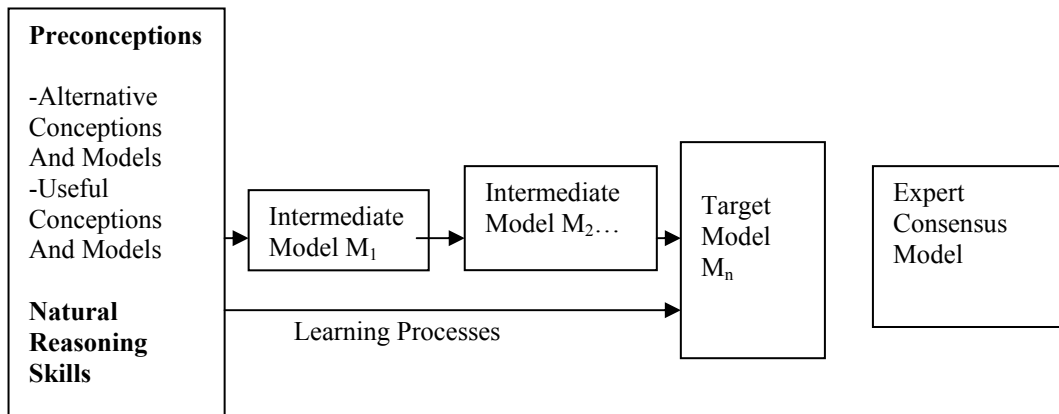 Preconceptions
-Alternative
Conceptions
And Models
-Useful
Conceptions
And Models
Natural
Reasoning
Skills
Intermediate
Model M₁
Intermediate
Model M₂…
Learning Processes
Target
Model
Mₙ
Expert
Consensus
Model